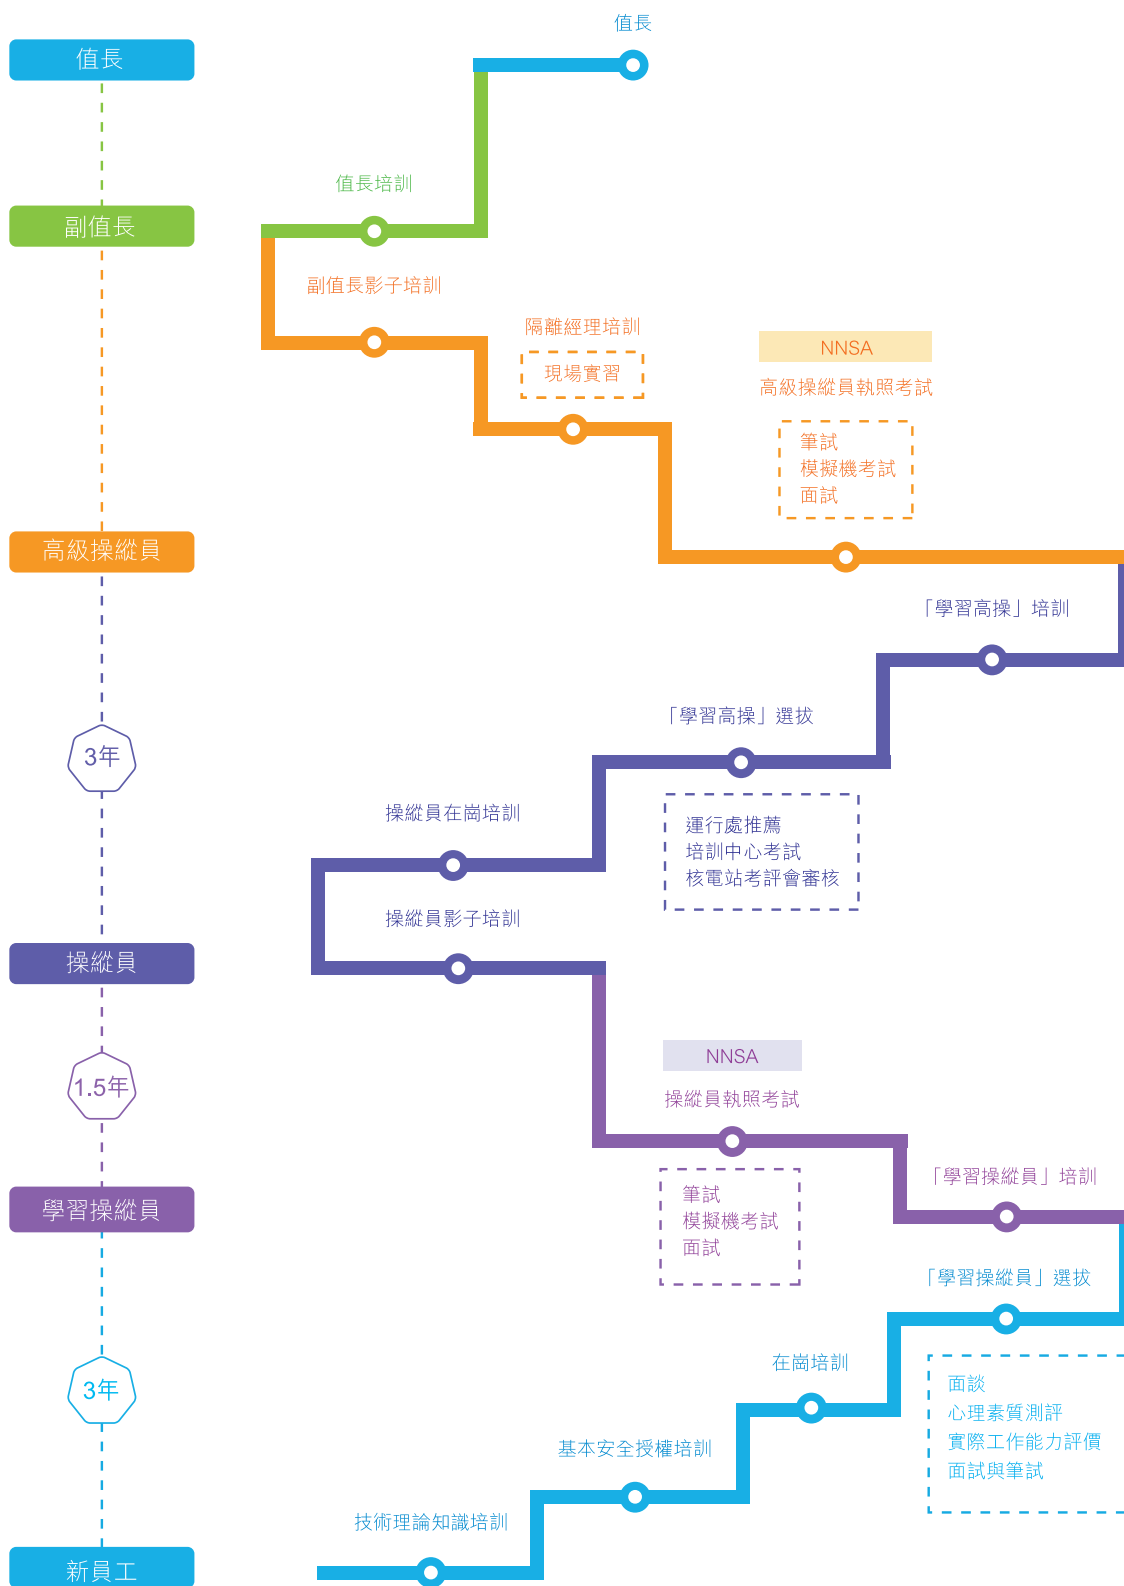 值長
值長
值長培訓
副值長
副值長影子培訓
隔離經理培訓
現場實習
NNSA
高級操縱員執照考試
筆試
模擬機考試
面試
高級操縱員
「學習高操」培訓
「學習高操」選拔
3年
運行處推薦
培訓中心考試
核電站考評會審核
操縱員在崗培訓
操縱員影子培訓
操縱員
NNSA
1.5年
操縱員執照考試
筆試
模擬機考試
面試
「學習操縱員」培訓
學習操縱員
「學習操縱員」選拔
面談
心理素質測評
實際工作能力評價
面試與筆試
在崗培訓
3年
基本安全授權培訓
技術理論知識培訓
新員工